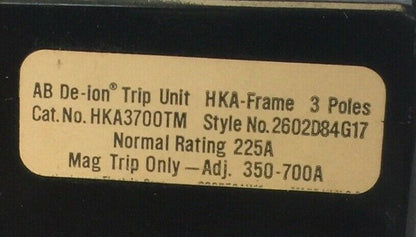 AB De-ion® Trip Unit HKA-Frame 3 Poles
Cat. No. HKA3700TM Style No. 2602D84G17
Normal Rating 225A
Mag Trip Only — Adj. 350-700A